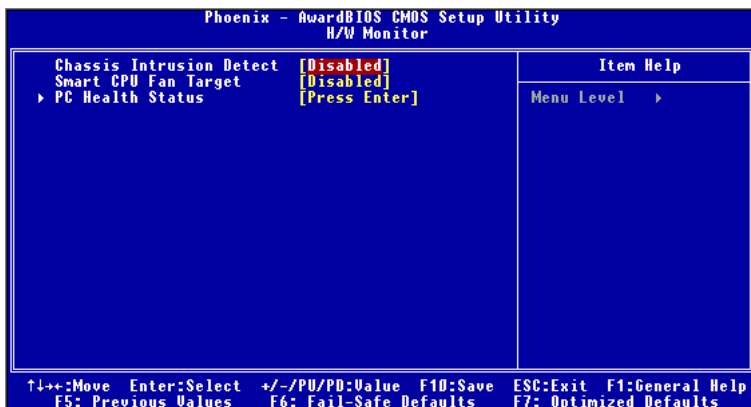 Phoenix - AwardBIOS CMOS Setup Utility
H/W Monitor
Chassis Intrusion Detect [Disabled]
Smart CPU Fan Target [Disabled]
▸ PC Health Status [Press Enter]
Item Help
Menu Level ▸
↑↓→←:Move Enter:Select +/-/PU/PD:Value F10:Save ESC:Exit F1:General Help
F5: Previous Values F6: Fail-Safe Defaults F7: Optimized Defaults